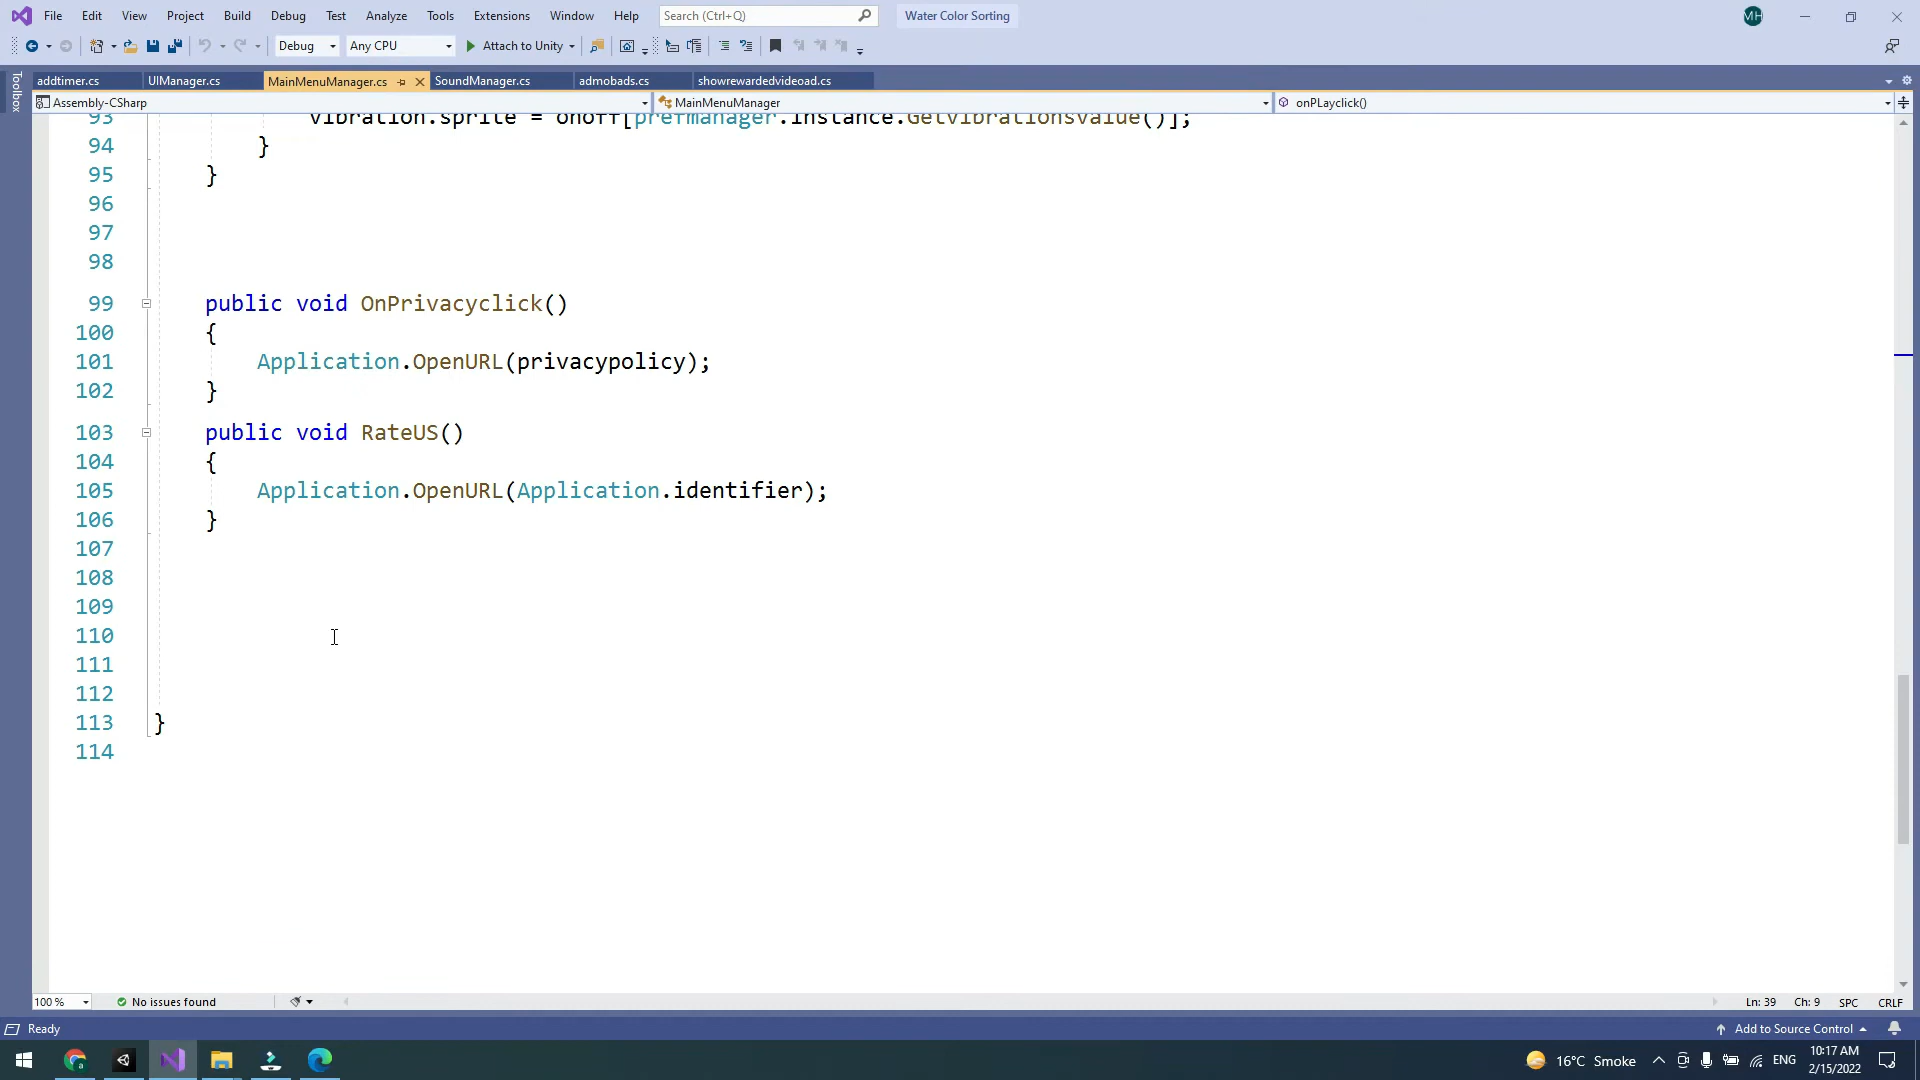 File Edit View Project Build Debug Test Analyze Tools Extensions Window Help Search (Ctrl+Q) Water Color Sorting MH
Debug Any CPU Attach to Unity
addtimer.cs UIManager.cs MainMenuManager.cs SoundManager.cs admobads.cs showrewardedvideoad.cs
Toolbox
Assembly-CSharp MainMenuManager onPLayclick()
93 vibration.sprite = onoff[prefmanager.instance.Getvibrationsvalue()];
94 }
95 }
96
97
98
99 public void OnPrivacyclick()
100 {
101 Application.OpenURL(privacypolicy);
102 }
103 public void RateUS()
104 {
105 Application.OpenURL(Application.identifier);
106 }
107
108
109
110
111
112
113 }
114
100 % No issues found Ln: 39 Ch: 9 SPC CRLF
Ready Add to Source Control
16°C Smoke ENG 10:17 AM
2/15/2022